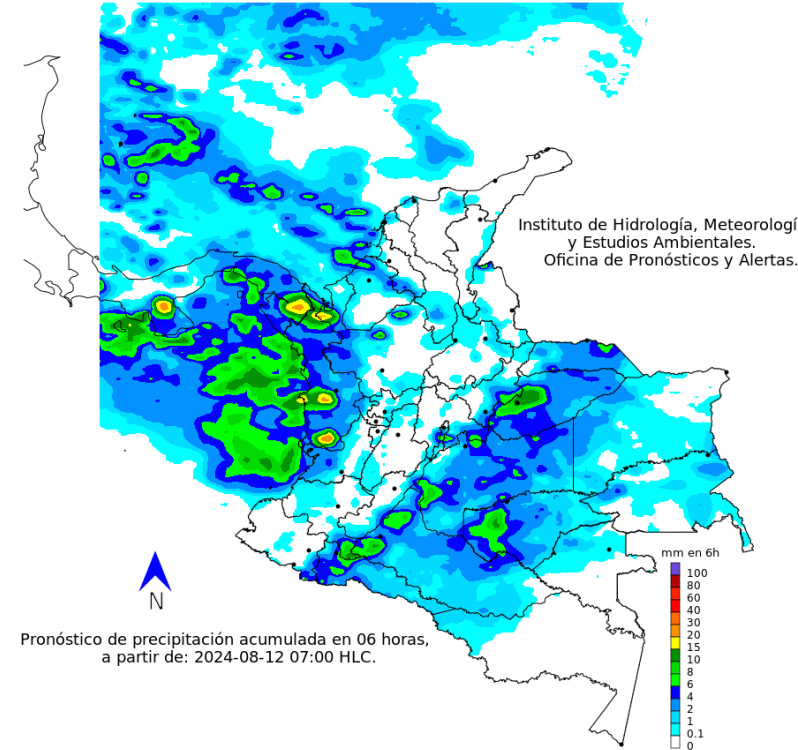 Instituto de Hidrología, Meteorologí
y Estudios Ambientales.
Oficina de Pronósticos y Alertas.
mm en 6h
100
80
60
40
30
20
15
10
8
6
4
2
1
0.1
0
N
Pronóstico de precipitación acumulada en 06 horas,
a partir de: 2024-08-12 07:00 HLC.